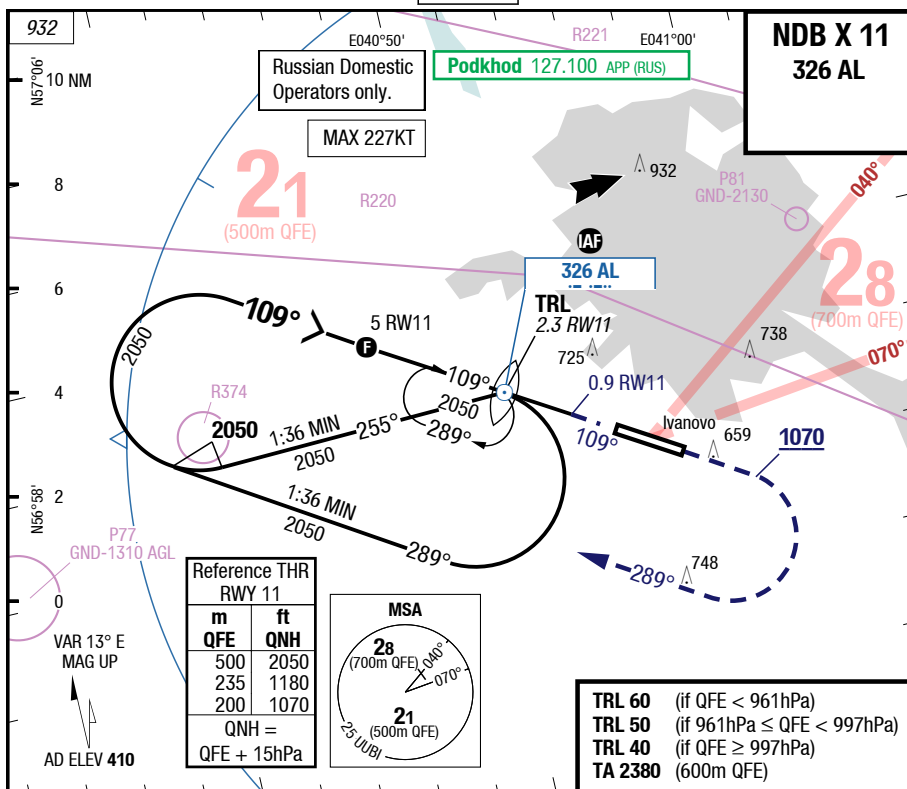 932
E040°50'
R221
E041°00'
NDB X 11
326 AL
N57°06'
10 NM
Russian Domestic
Operators only.
Podkhod 127.100 APP (RUS)
MAX 227KT
8
21
(500m QFE)
R220
932
P81
GND-2130
040°
IAF
28
(700m QFE)
6
326 AL
TRL
2.3 RW11
109°
5 RW11
F
2050
725
738
070°
4
109°
2050
0.9 RW11
R374
2050
1:36 MIN
2050
255°
289°
109°
Ivanovo
659
1070
N56°58'
2
1:36 MIN
2050
289°
P77
GND-1310 AGL
289°
748
0
VAR 13° E
MAG UP
AD ELEV 410
Reference THR
RWY 11
m ft
QFE QNH
500 2050
235 1180
200 1070
QNH =
QFE + 15hPa
MSA
28
(700m QFE)
040°
070°
21
(500m QFE)
25 UUBI
TRL 60 (if QFE < 961hPa)
TRL 50 (if 961hPa ≤ QFE < 997hPa)
TRL 40 (if QFE ≥ 997hPa)
TA 2380 (600m QFE)